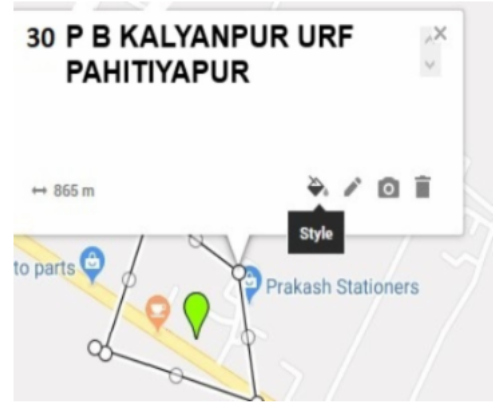 30 P B KALYANPUR URF
PAHITIYAPUR
↔ 865 m
Style
to parts
Prakash Stationers